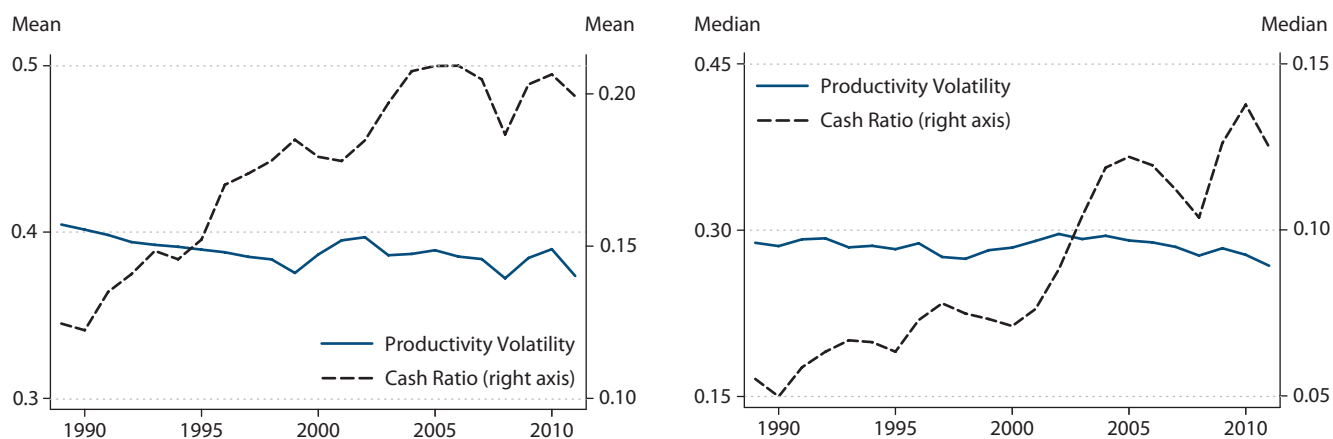 Mean
Mean
0.5
0.4
0.3
0.20
0.15
0.10
Productivity Volatility
Cash Ratio (right axis)
1990 1995 2000 2005 2010
Median
Median
0.45
0.30
0.15
0.15
0.10
0.05
Productivity Volatility
Cash Ratio (right axis)
1990 1995 2000 2005 2010